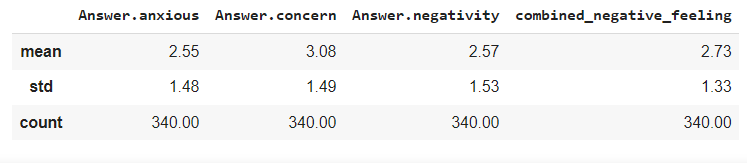 Answer.anxious Answer.concern Answer.negativity combined_negative_feeling
mean 2.55 3.08 2.57 2.73
std 1.48 1.49 1.53 1.33
count 340.00 340.00 340.00 340.00